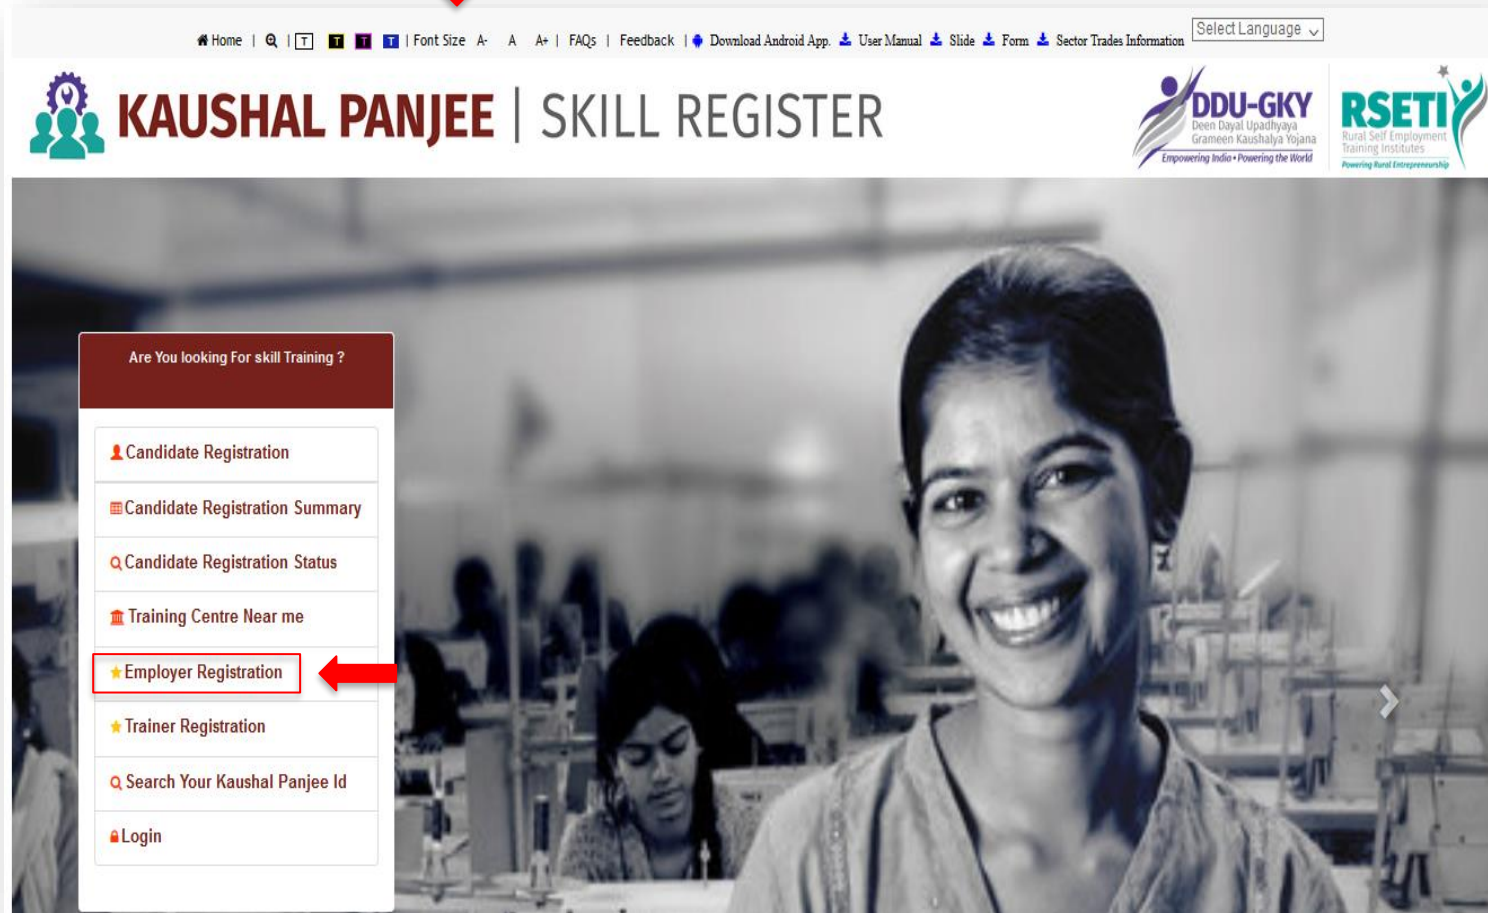 Home | | T T T T | Font Size A- A A+ | FAQs | Feedback | Download Android App. User Manual Slide Form Sector Trades Information Select Language
KAUSHAL PANJEE | SKILL REGISTER
DDU-GKY
Deen Dayal Upadhyaya
Grameen Kaushalya Yojana
Empowering India • Powering the World
RSETI
Rural Self Employment
Training Institutes
Powering Rural Entrepreneurship
Are You looking For skill Training ?
Candidate Registration
Candidate Registration Summary
Candidate Registration Status
Training Centre Near me
Employer Registration
Trainer Registration
Search Your Kaushal Panjee Id
Login